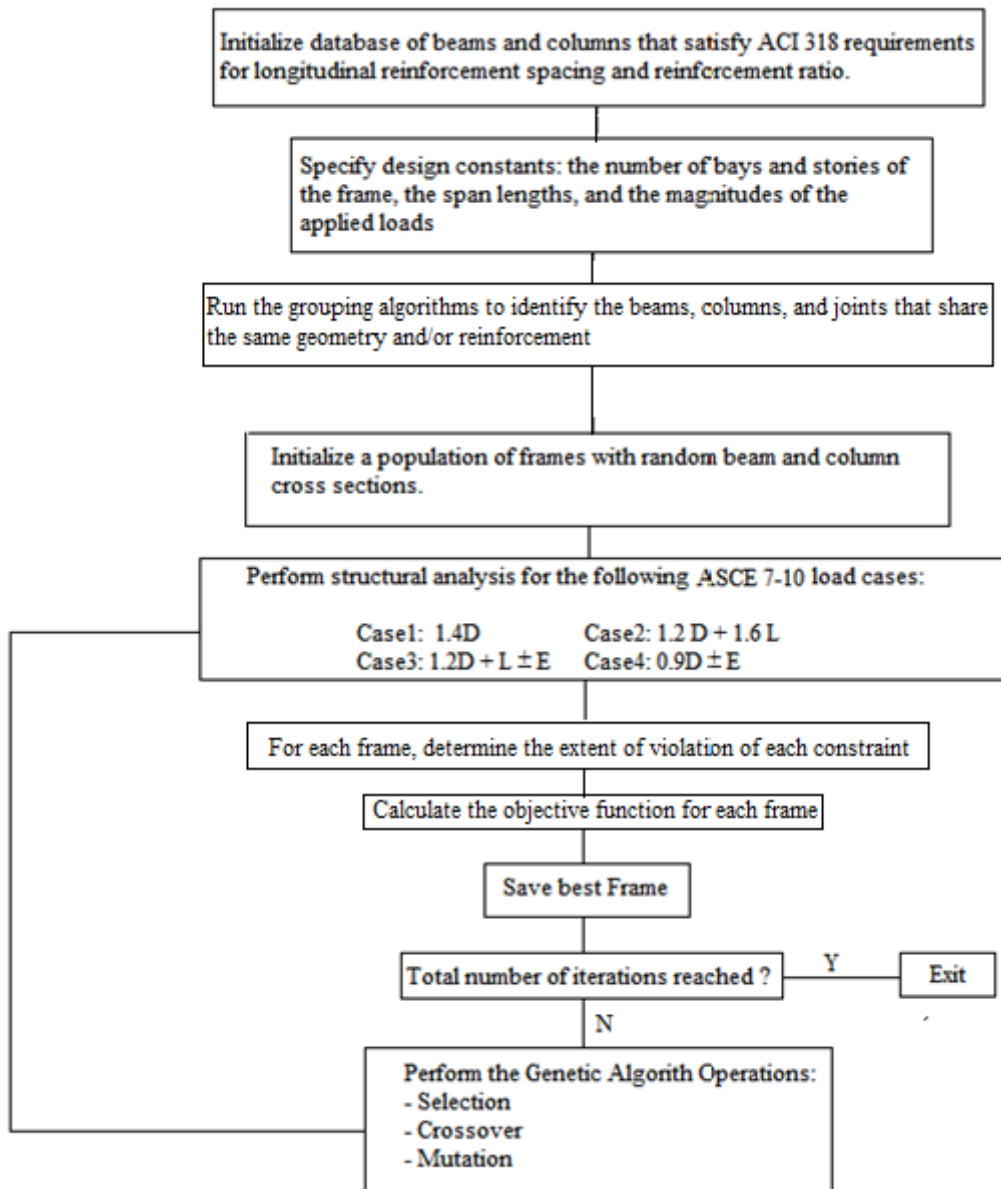 Initialize database of beams and columns that satisfy ACI 318 requirements
for longitudinal reinforcement spacing and reinforcement ratio.
Specify design constants: the number of bays and stories of
the frame, the span lengths, and the magnitudes of the
applied loads
Run the grouping algorithms to identify the beams, columns, and joints that share
the same geometry and/or reinforcement
Initialize a population of frames with random beam and column
cross sections.
Perform structural analysis for the following ASCE 7-10 load cases:
Case1: 1.4D Case2: 1.2 D + 1.6 L
Case3: 1.2D + L ± E Case4: 0.9D ± E
For each frame, determine the extent of violation of each constraint
Calculate the objective function for each frame
Save best Frame
Total number of iterations reached ?
Y
Exit
N
Perform the Genetic Algorith Operations:
- Selection
- Crossover
- Mutation